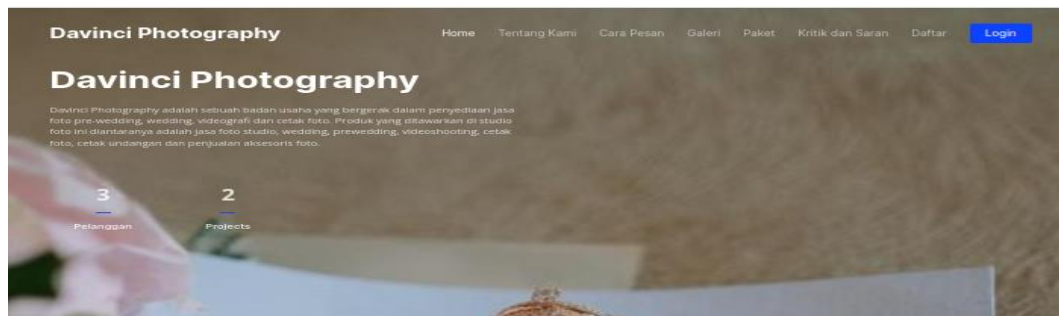 Davinci Photography
Home Tentang Kami Cara Pesan Galeri Paket Kritik dan Saran Daftar Login
Davinci Photography
Davinci Photography adalah sebuah badan usaha yang bergerak dalam penyediaan jasa
foto pre-wedding, wedding, videografi dan cetak foto. Produk yang ditawarkan di studio
foto ini diantaranya adalah jasa foto studio, wedding, prewedding, videoshooting, cetak
foto, cetak undangan dan penjualan aksesoris foto.
3 2
Pelanggan Projects